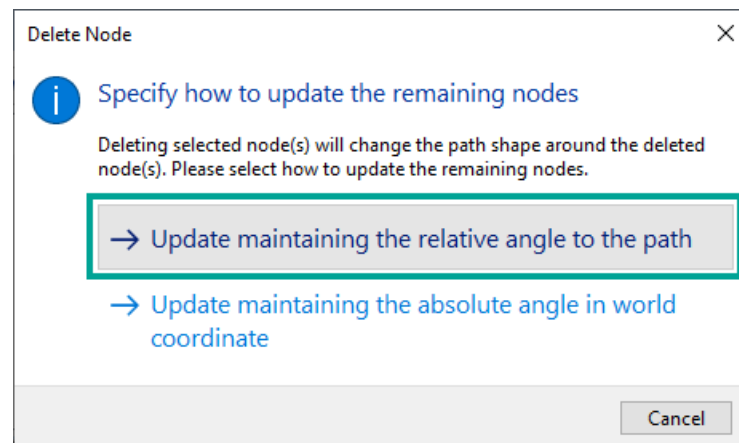 Delete Node
Specify how to update the remaining nodes
Deleting selected node(s) will change the path shape around the deleted
node(s). Please select how to update the remaining nodes.
→ Update maintaining the relative angle to the path
→ Update maintaining the absolute angle in world
coordinate
Cancel